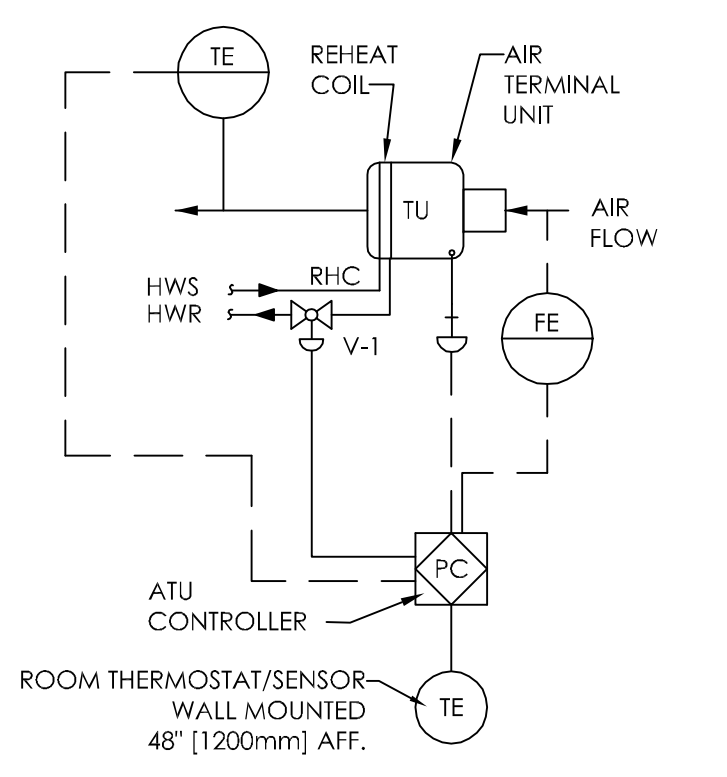 TE
REHEAT
COIL
AIR
TERMINAL
UNIT
TU
AIR
FLOW
RHC
HWS
HWR
V-1
FE
PC
ATU
CONTROLLER
ROOM THERMOSTAT/SENSOR
WALL MOUNTED
48" [1200mm] AFF.
TE